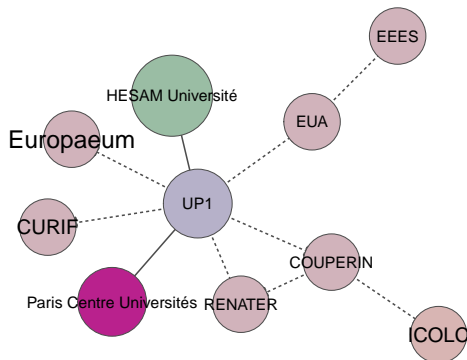 EEES
HESAM Université
EUA
Europaeum
UP1
CURIF
COUPERIN
Paris Centre Universités
RENATER
ICOLC